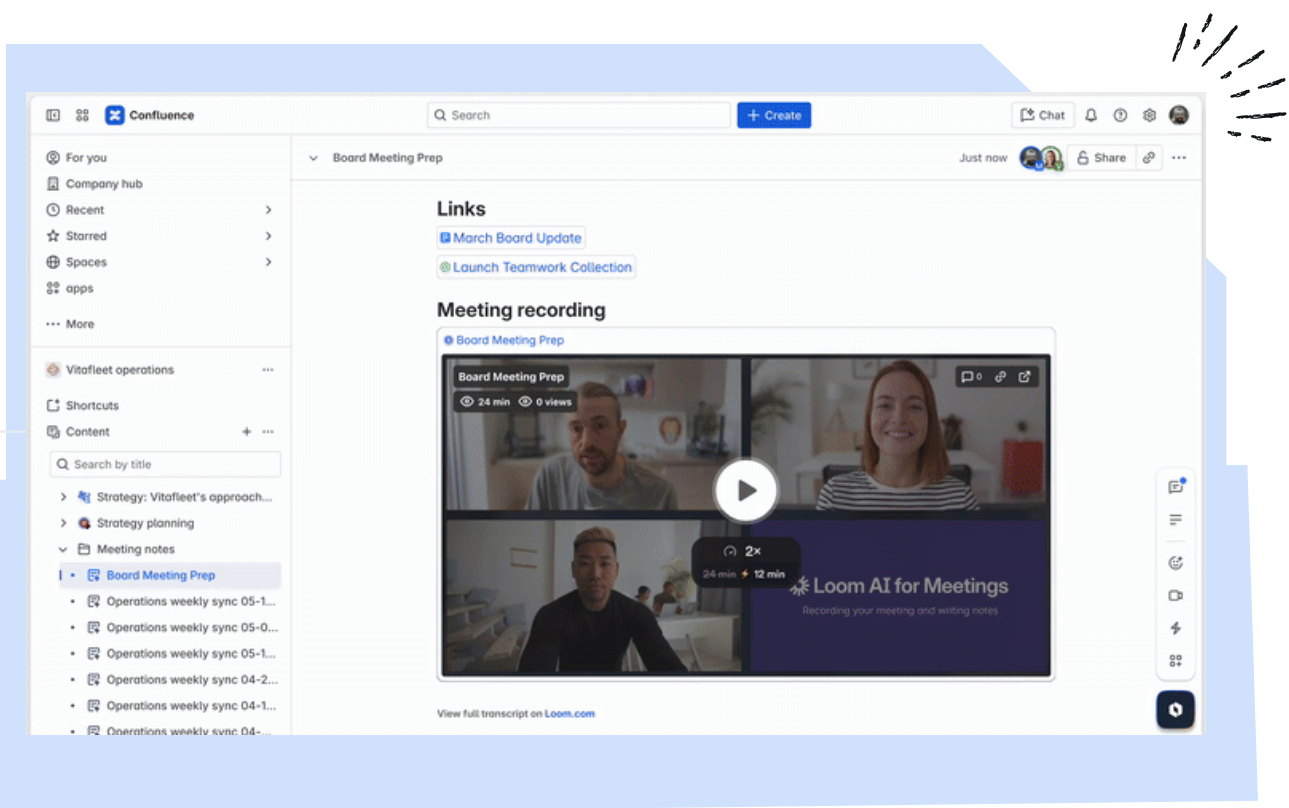 Confluence
Search
+ Create
Chat
For you
Company hub
Recent
Starred
Spaces
apps
More
Vitafleet operations
Shortcuts
Content
Search by title
Strategy: Vitafleet's approach...
Strategy planning
Meeting notes
Board Meeting Prep
Operations weekly sync 05-1...
Operations weekly sync 05-0...
Operations weekly sync 05-1...
Operations weekly sync 04-2...
Operations weekly sync 04-1...
Operations weekly sync 04-...
Board Meeting Prep
Just now
Share
Links
March Board Update
Launch Teamwork Collection
Meeting recording
Board Meeting Prep
Board Meeting Prep
24 min 0 views
0
2×
24 min ⚡ 12 min
Loom AI for Meetings
Recording your meeting and writing notes
View full transcript on Loom.com